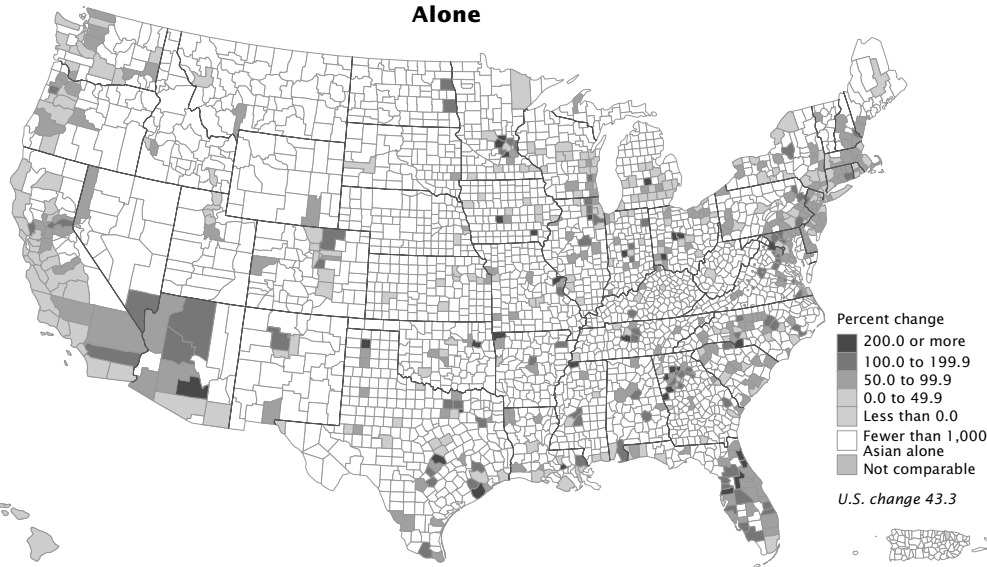 Alone
Percent change
200.0 or more
100.0 to 199.9
50.0 to 99.9
0.0 to 49.9
Less than 0.0
Fewer than 1,000
Asian alone
Not comparable
U.S. change 43.3